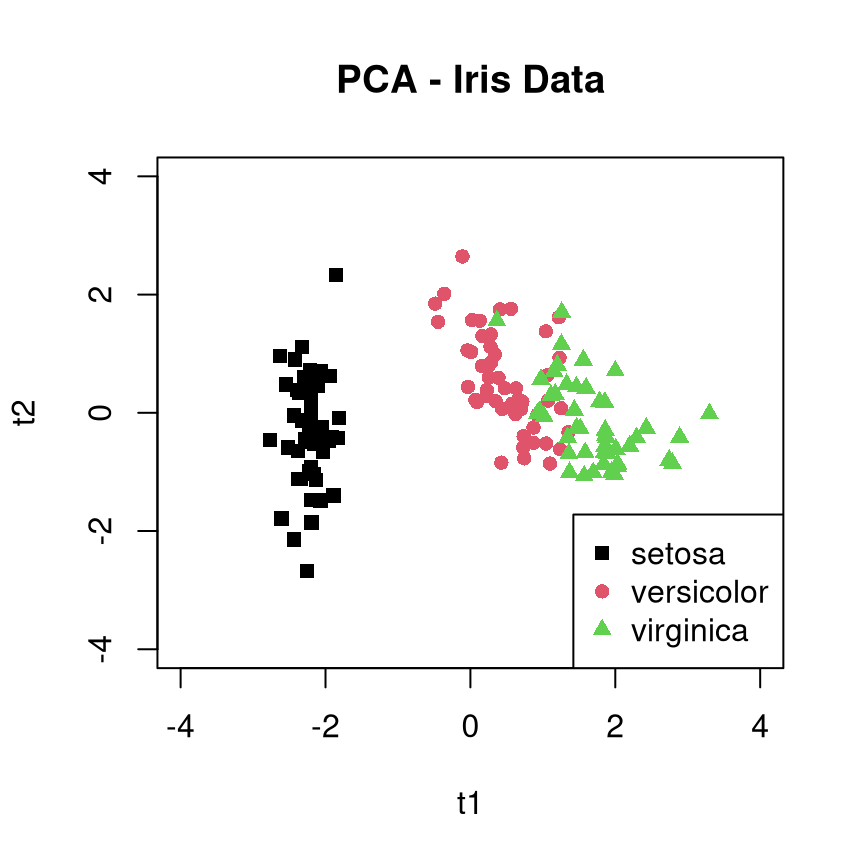 PCA - Iris Data
t2
4
2
0
-2
-4
setosa
versicolor
virginica
-4 -2 0 2 4
t1